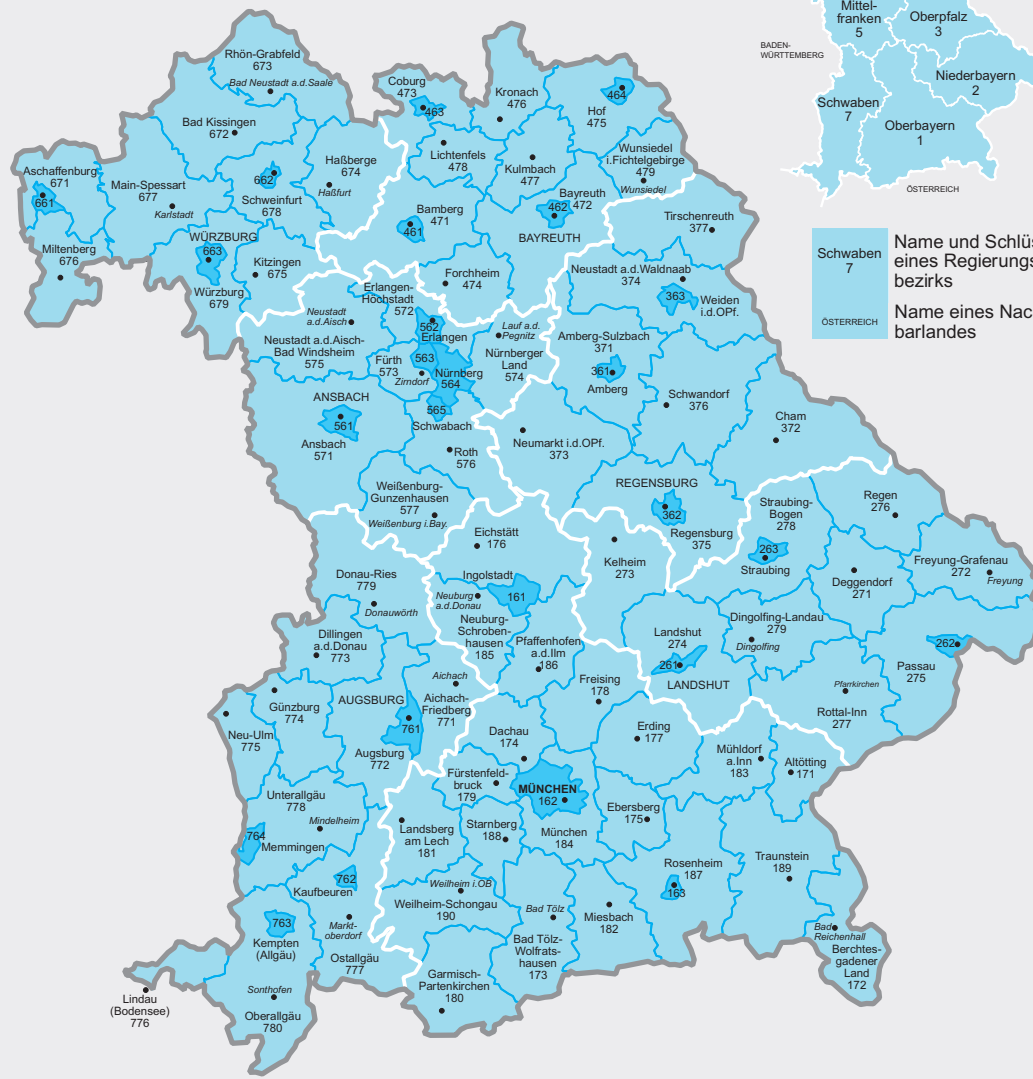 Mittel-
franken
5
Oberpfalz
3
BADEN-
WÜRTTEMBERG
Niederbayern
2
Schwaben
7
Oberbayern
1
ÖSTERREICH
Schwaben
7
Name und Schlüs
eines Regierungs
bezirks
ÖSTERREICH
Name eines Nac
barlandes
Rhön-Grabfeld
673
Bad Neustadt a.d.Saale
Bad Kissingen
672
Coburg
473
463
Kronach
476
464
Hof
475
Aschaffenburg
671
661
Main-Spessart
677
Karlstadt
662
Schweinfurt
678
Haßberge
674
Haßfurt
Lichtenfels
478
Kulmbach
477
Wunsiedel
i.Fichtelgebirge
479
Wunsiedel
Miltenberg
676
WÜRZBURG
663
Würzburg
679
Kitzingen
675
Bamberg
471
461
Bayreuth
472
462
BAYREUTH
Tirschenreuth
377
Forchheim
474
Erlangen-
Höchstadt
572
562
Erlangen
Neustadt a.d.Waldnaab
374
363
Weiden
i.d.OPf.
Neustadt
a.d.Aisch
Neustadt a.d.Aisch-
Bad Windsheim
575
Fürth
573
563
Zirndorf
Nürnberg
564
Lauf a.d.
Pegnitz
Nürnberger
Land
574
Amberg-Sulzbach
371
361
Amberg
565
Schwabach
ANSBACH
561
Ansbach
571
Roth
576
Schwandorf
376
Cham
372
Neumarkt i.d.OPf.
373
Weißenburg-
Gunzenhausen
577
Weißenburg i.Bay.
REGENSBURG
362
Regensburg
375
Straubing-
Bogen
278
263
Straubing
Regen
276
Eichstätt
176
Ingolstadt
161
Kelheim
273
Deggendorf
271
Freyung-Grafenau
272
Freyung
Donau-Ries
779
Donauwörth
Neuburg
a.d.Donau
Neuburg-
Schroben-
hausen
185
Pfaffenhofen
a.d.Ilm
186
Landshut
274
261
LANDSHUT
Dingolfing-Landau
279
Dingolfing
262
Passau
275
Dillingen
a.d.Donau
773
Aichach
Aichach-
Friedberg
771
Freising
178
Pfarrkirchen
Rottal-Inn
277
Günzburg
774
AUGSBURG
761
Augsburg
772
Neu-Ulm
775
Dachau
174
Erding
177
Mühldorf
a.Inn
183
Altötting
171
Fürstenfeld-
bruck
179
MÜNCHEN
162
München
184
Ebersberg
175
Unterallgäu
778
Mindelheim
764
Memmingen
Landsberg
am Lech
181
Starnberg
188
Rosenheim
187
163
Traunstein
189
762
Kaufbeuren
Weilheim i.OB
Weilheim-Schongau
190
Bad Tölz
Bad Tölz-
Wolfrats-
hausen
173
Miesbach
182
763
Kempten
(Allgäu)
Markt-
oberdorf
Ostallgäu
777
Bad
Reichenhall
Berchtes-
gadener
Land
172
Garmisch-
Partenkirchen
180
Lindau
(Bodensee)
776
Sonthofen
Oberallgäu
780